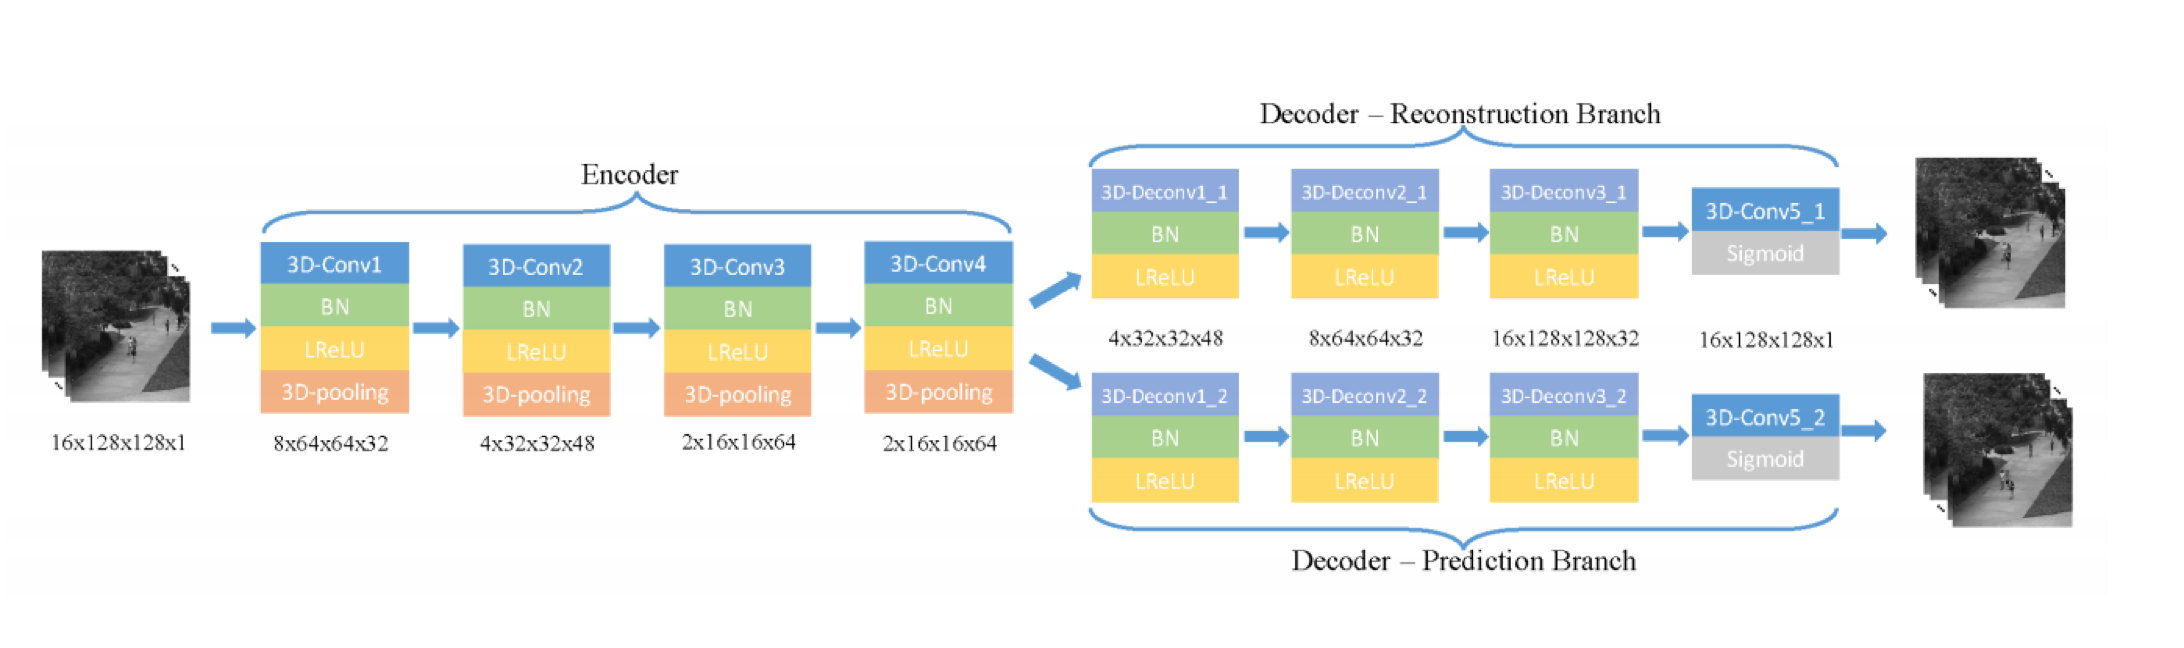 Encoder
16x128x128x1
3D-Conv1
BN
LReLU
3D-pooling
8x64x64x32
3D-Conv2
BN
LReLU
3D-pooling
4x32x32x48
3D-Conv3
BN
LReLU
3D-pooling
2x16x16x64
3D-Conv4
BN
LReLU
3D-pooling
2x16x16x64
Decoder – Reconstruction Branch
3D-Deconv1_1
BN
LReLU
4x32x32x48
3D-Deconv2_1
BN
LReLU
8x64x64x32
3D-Deconv3_1
BN
LReLU
16x128x128x32
3D-Conv5_1
Sigmoid
16x128x128x1
3D-Deconv1_2
BN
LReLU
3D-Deconv2_2
BN
LReLU
3D-Deconv3_2
BN
LReLU
3D-Conv5_2
Sigmoid
Decoder – Prediction Branch